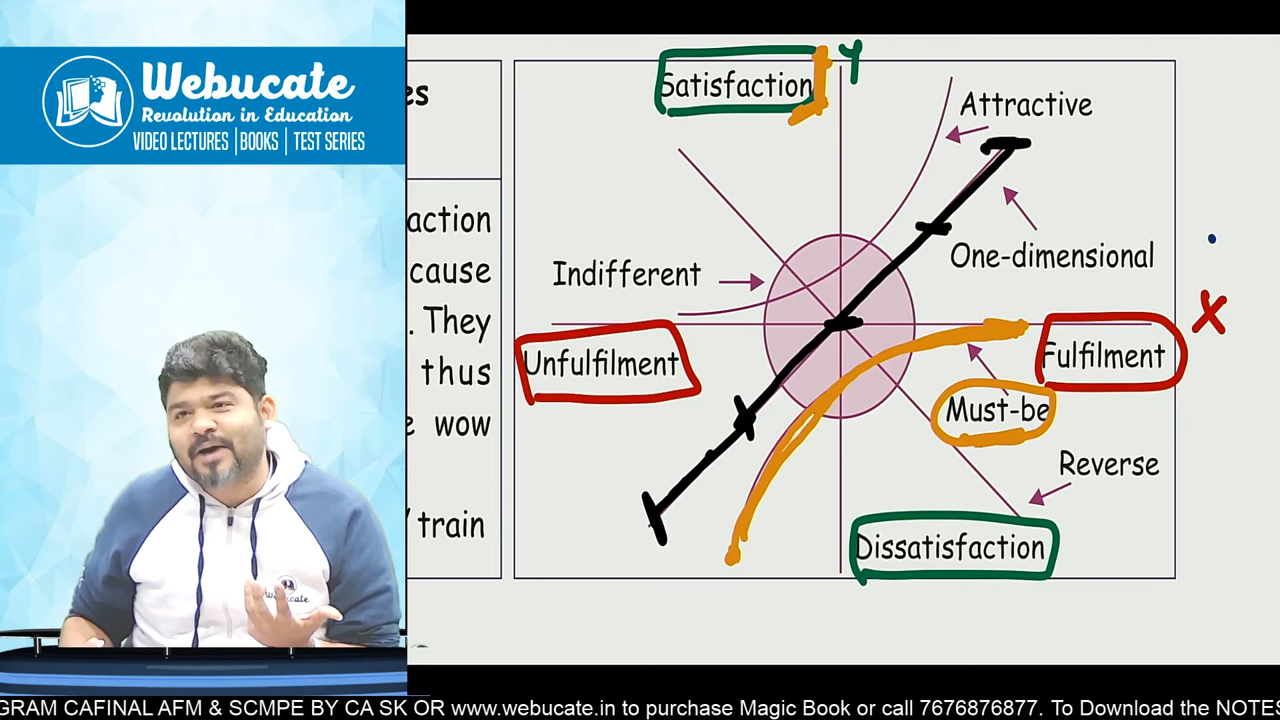 Webucate
Revolution in Education
VIDEO LECTURES | BOOKS | TEST SERIES
es
action
cause
. They
thus
e wow
/ train
Satisfaction
Y
Attractive
One-dimensional
Indifferent
X
Unfulfilment
Fulfilment
Must-be
Reverse
Dissatisfaction
GRAM CAFINAL AFM & SCMPE BY CA SK OR www.webucate.in to purchase Magic Book or call 7676876877. To Download the NOTES